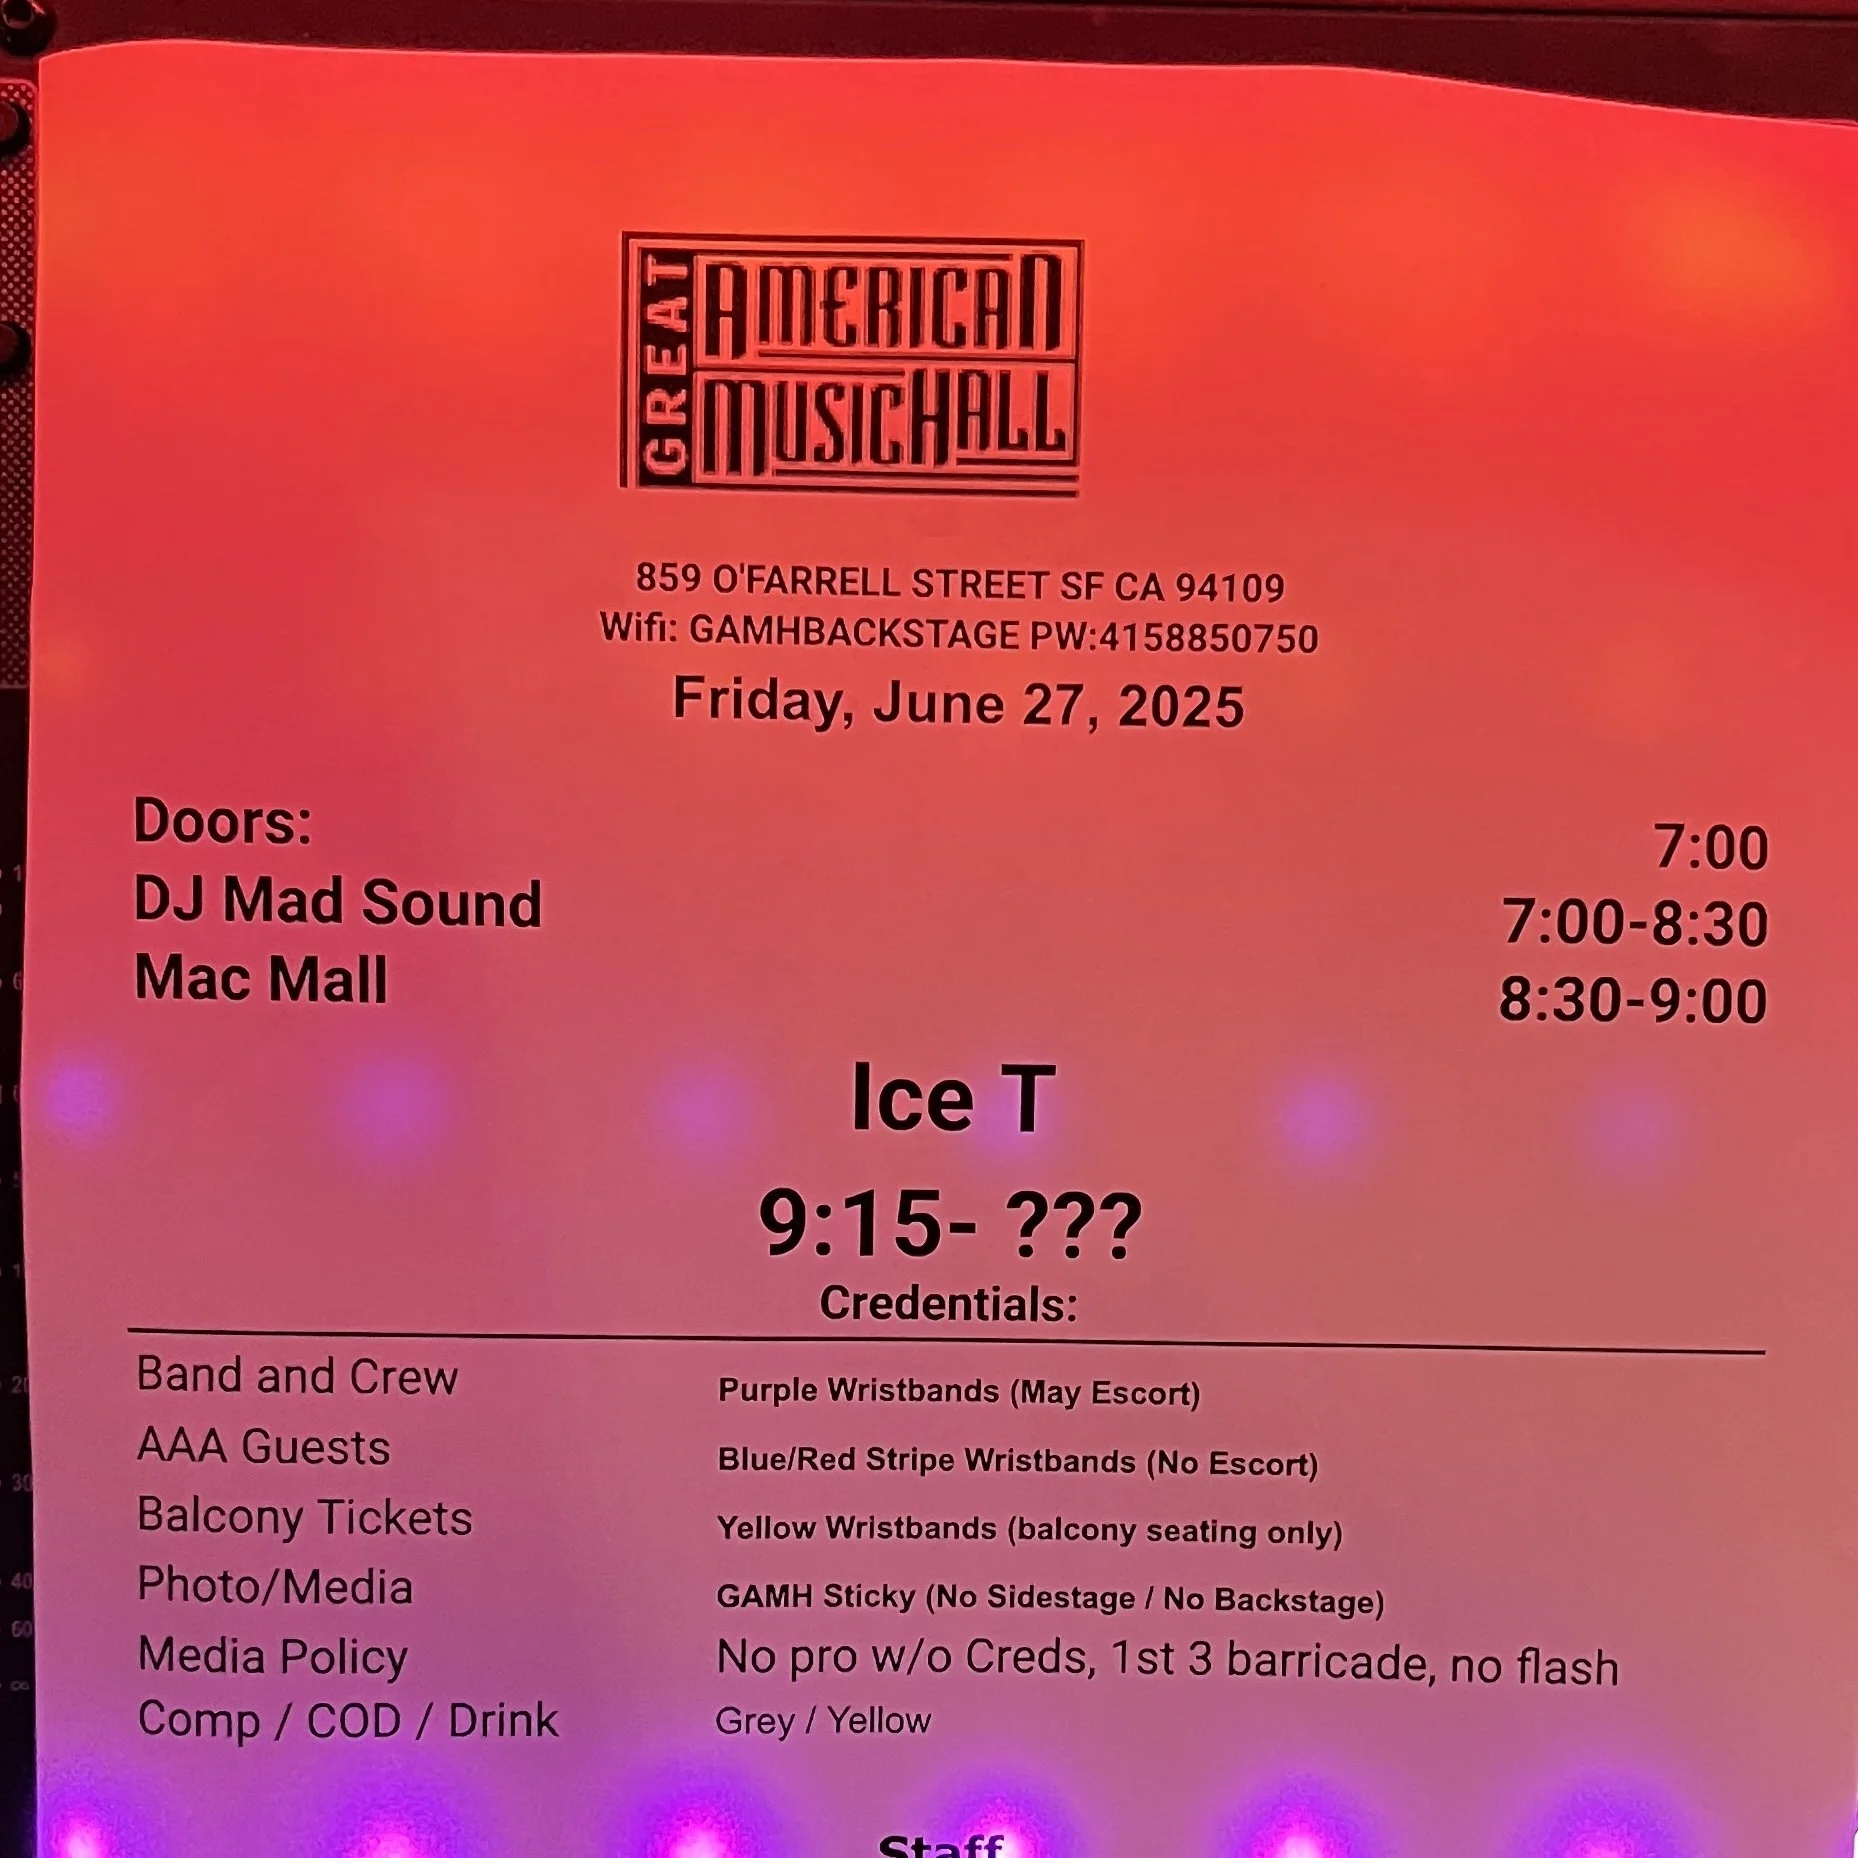 GREAT
AMERICAN
MUSIC HALL
859 O'FARRELL STREET SF CA 94109
Wifi: GAMHBACKSTAGE PW:4158850750
Friday, June 27, 2025
Doors: 7:00
DJ Mad Sound 7:00-8:30
Mac Mall 8:30-9:00
Ice T
9:15- ???
Credentials:
Band and Crew Purple Wristbands (May Escort)
AAA Guests Blue/Red Stripe Wristbands (No Escort)
Balcony Tickets Yellow Wristbands (balcony seating only)
Photo/Media GAMH Sticky (No Sidestage / No Backstage)
Media Policy No pro w/o Creds, 1st 3 barricade, no flash
Comp / COD / Drink Grey / Yellow
Staff